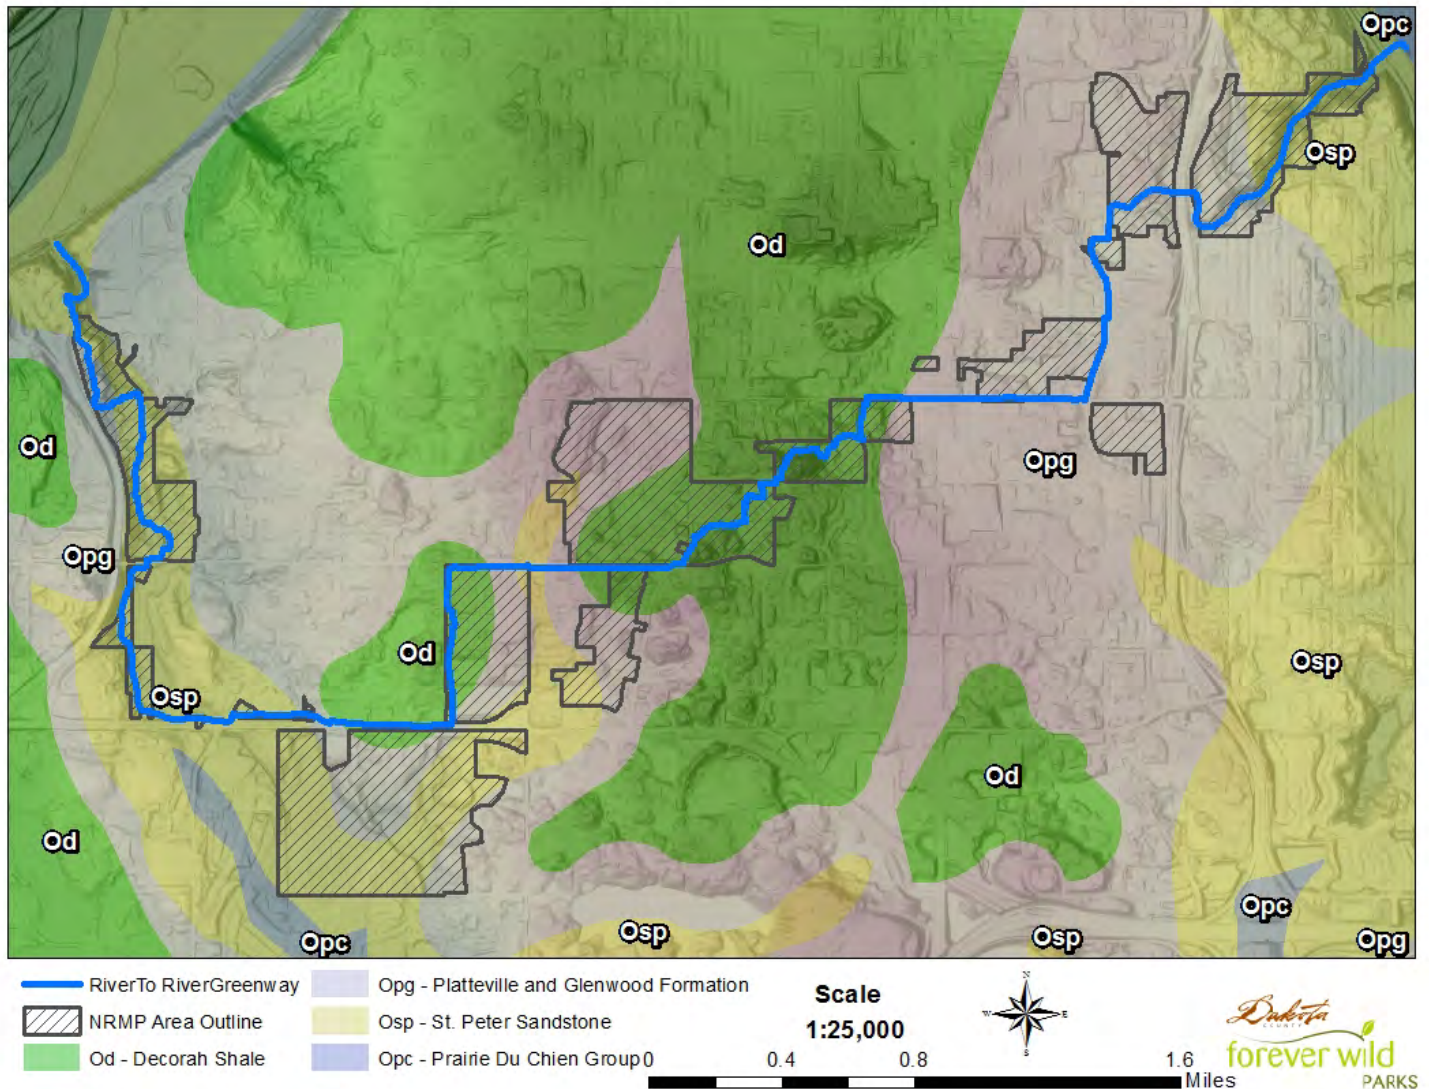 Opc
Osp
Od
Od
Opg
Opg
Od
Osp
Osp
Od
Od
Opc
Osp
Opc
Osp
Opg
RiverTo RiverGreenway
NRMP Area Outline
Od - Decorah Shale
Opg - Platteville and Glenwood Formation
Osp - St. Peter Sandstone
Opc - Prairie Du Chien Group
Scale
1:25,000
0 0.4 0.8 1.6
Miles
N
W E
S
Dakota
COUNTY
forever wild
PARKS